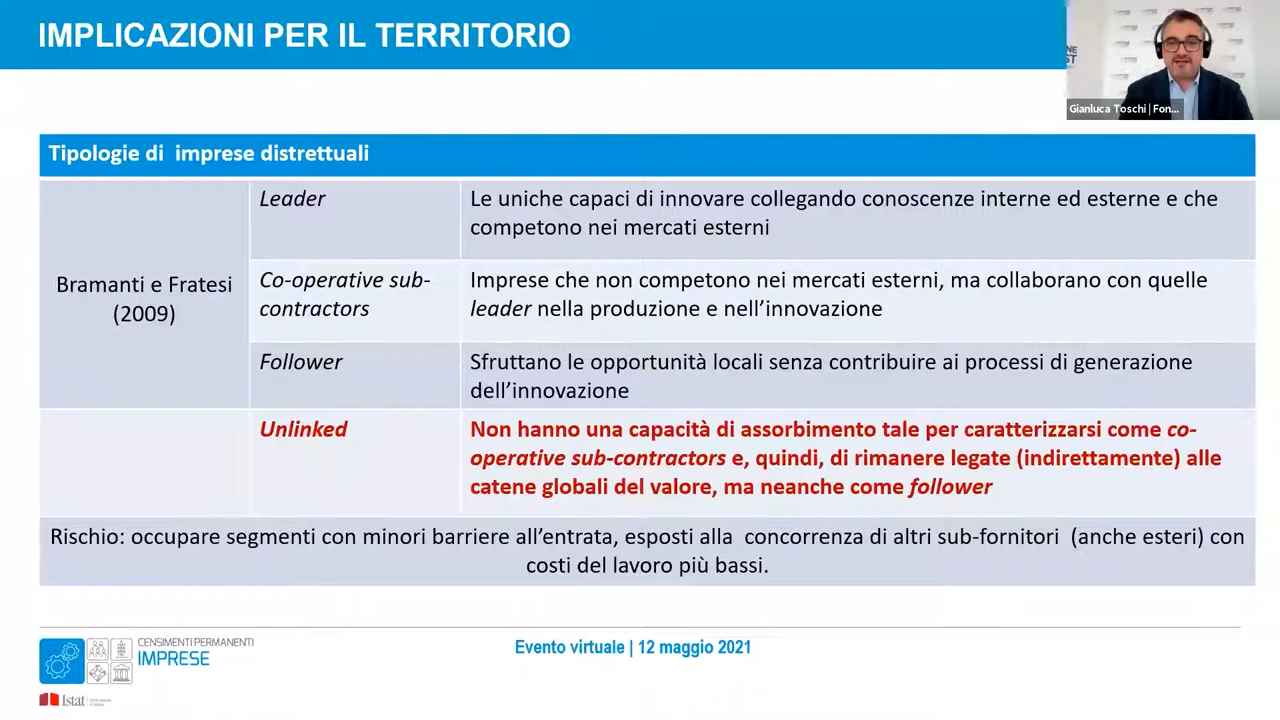 IMPLICAZIONI PER IL TERRITORIO
Gianluca Toschi | Fon...
Tipologie di imprese distrettuali
Bramanti e Fratesi
(2009)
Leader
Le uniche capaci di innovare collegando conoscenze interne ed esterne e che
competono nei mercati esterni
Co-operative sub-
contractors
Imprese che non competono nei mercati esterni, ma collaborano con quelle
leader nella produzione e nell’innovazione
Follower
Sfruttano le opportunità locali senza contribuire ai processi di generazione
dell’innovazione
Unlinked
Non hanno una capacità di assorbimento tale per caratterizzarsi come co-
operative sub-contractors e, quindi, di rimanere legate (indirettamente) alle
catene globali del valore, ma neanche come follower
Rischio: occupare segmenti con minori barriere all’entrata, esposti alla concorrenza di altri sub-fornitori (anche esteri) con
costi del lavoro più bassi.
CENSIMENTI PERMANENTI
IMPRESE
Istat
Evento virtuale | 12 maggio 2021